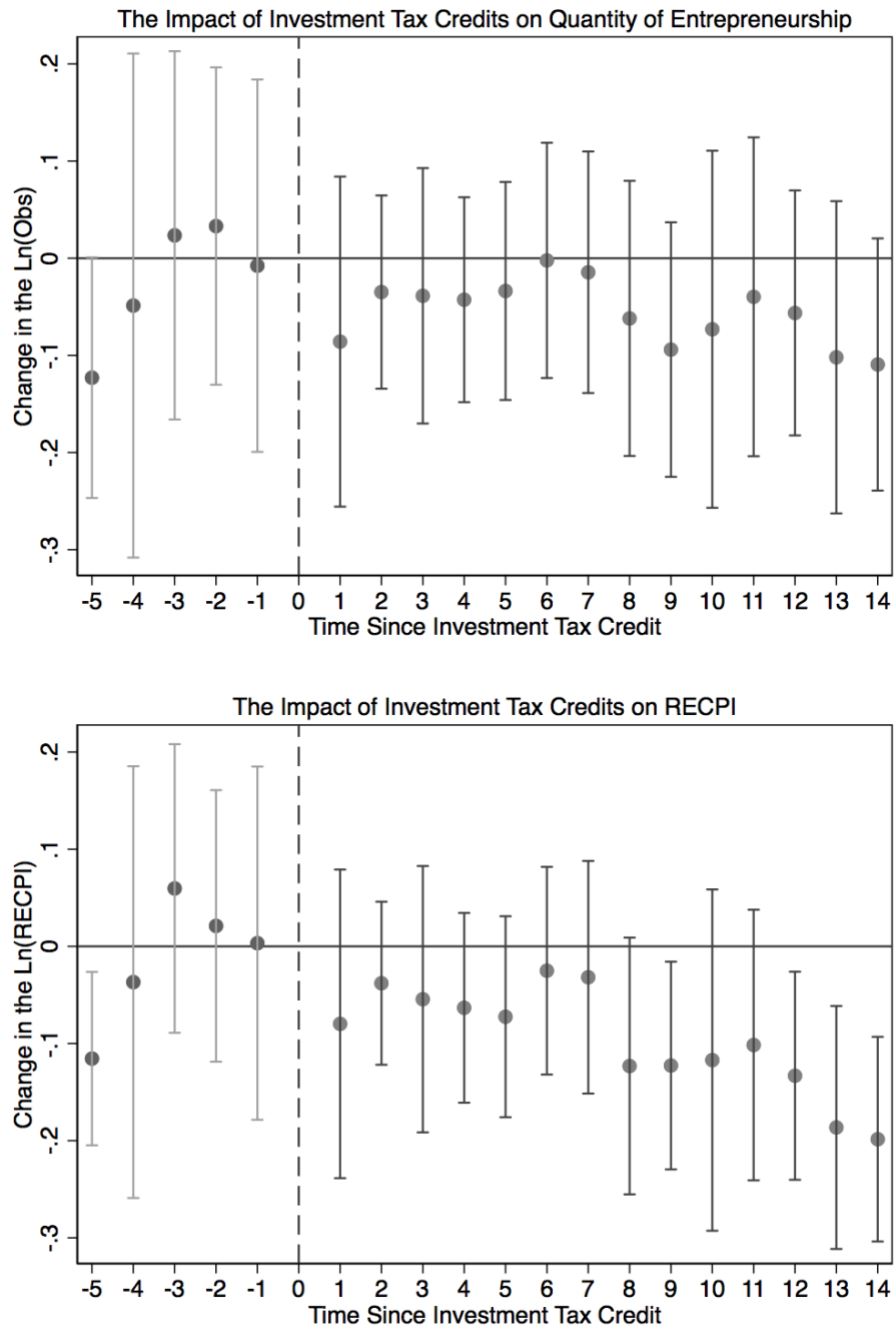 The Impact of Investment Tax Credits on Quantity of Entrepreneurship
Change in the Ln(Obs)
.2
.1
0
-.1
-.2
-.3
-5 -4 -3 -2 -1 0 1 2 3 4 5 6 7 8 9 10 11 12 13 14
Time Since Investment Tax Credit
The Impact of Investment Tax Credits on RECPI
Change in the Ln(RECPI)
.2
.1
0
-.1
-.2
-.3
-5 -4 -3 -2 -1 0 1 2 3 4 5 6 7 8 9 10 11 12 13 14
Time Since Investment Tax Credit